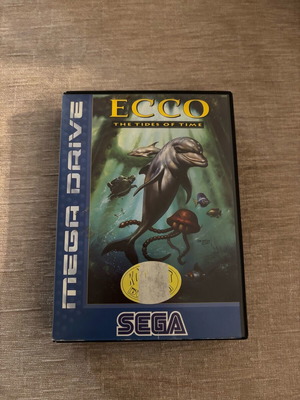 ECCO
THE TIDES OF TIME
MEGA DRIVE
SEGA